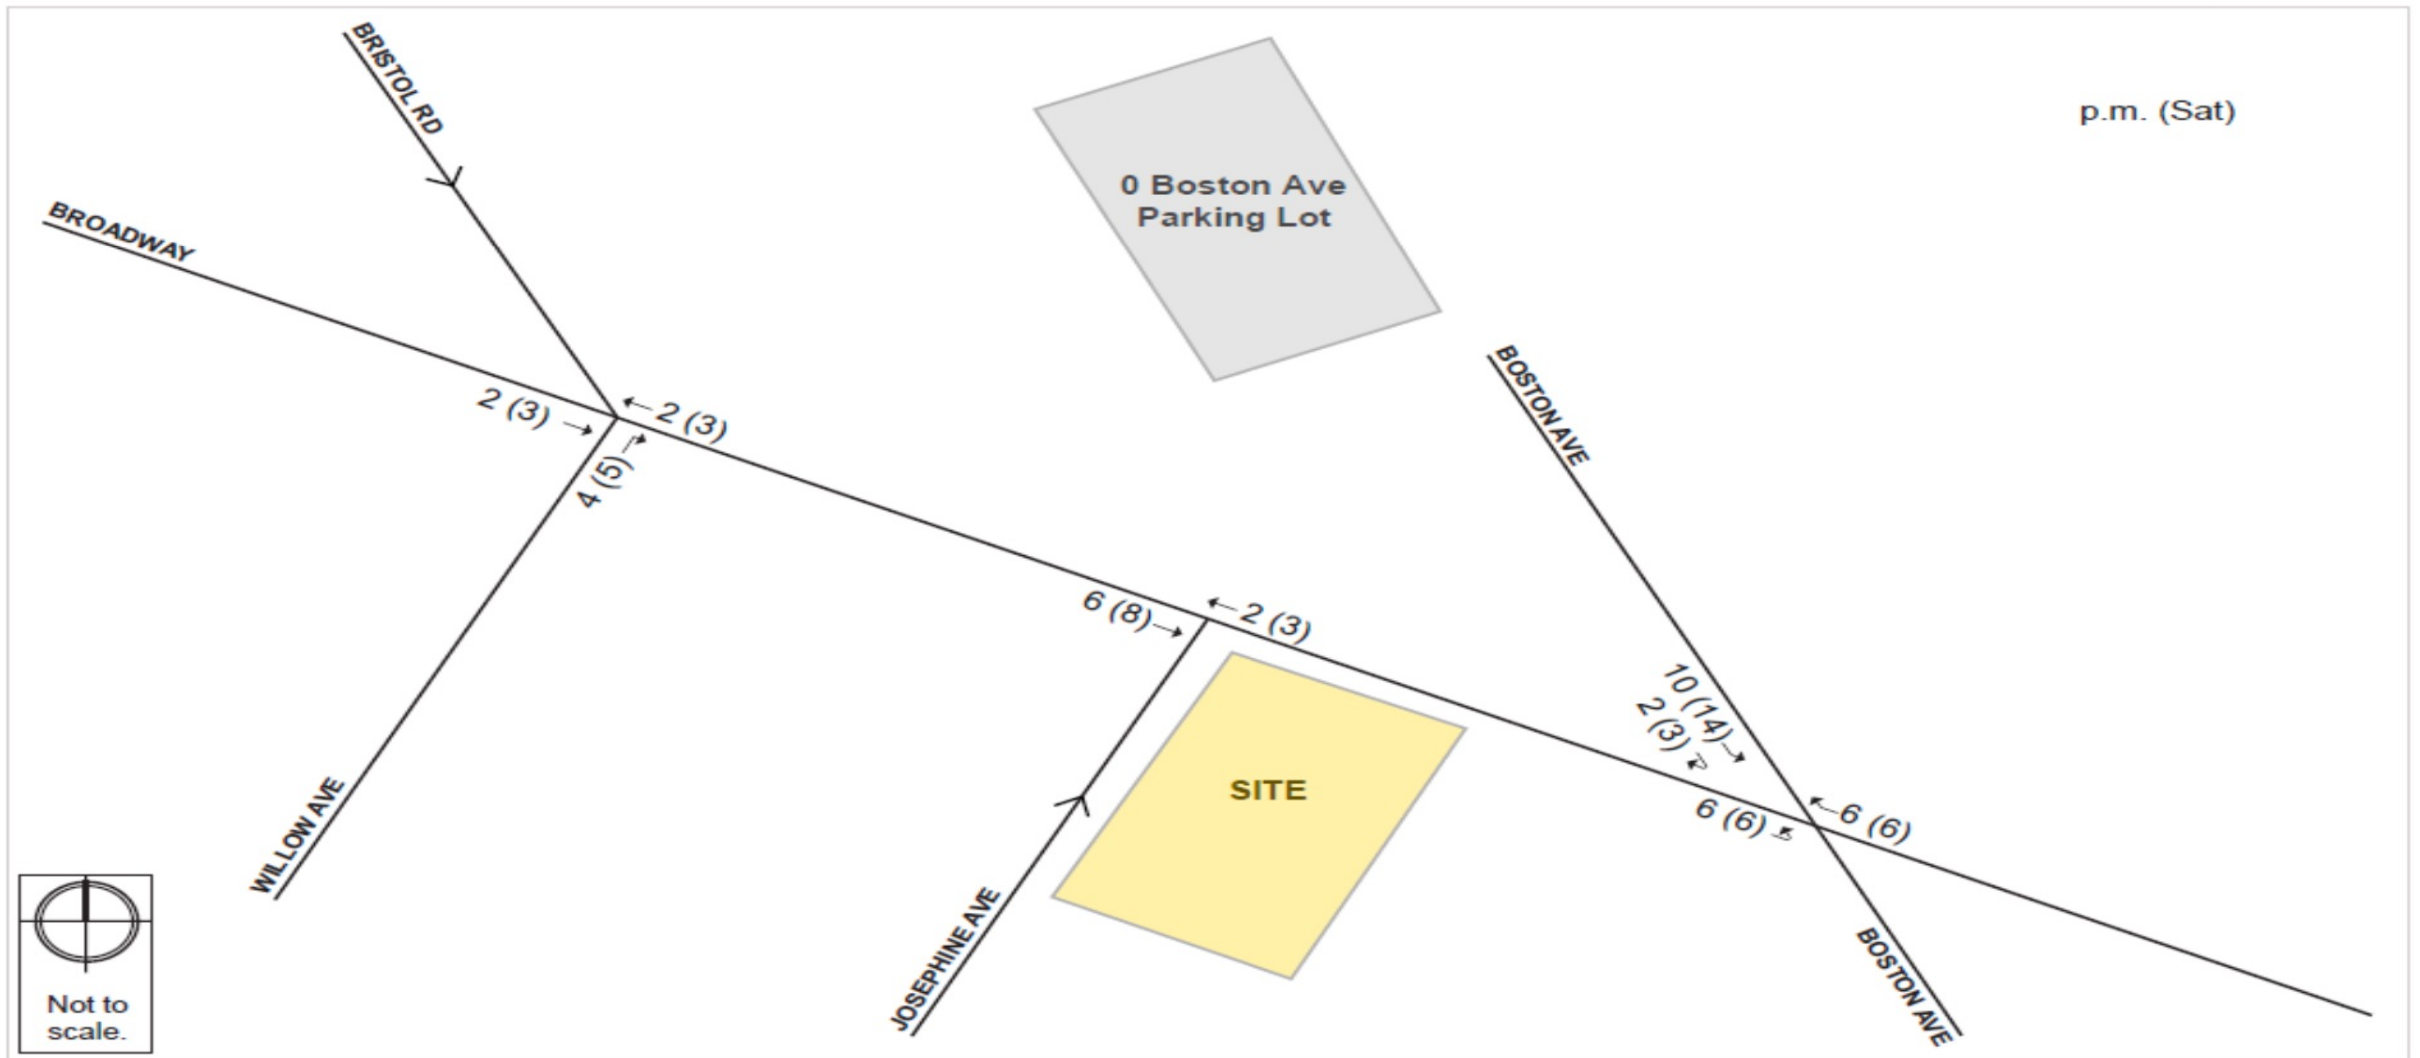 BRISTOL RD
p.m. (Sat)
0 Boston Ave
Parking Lot
BROADWAY
BOSTON AVE
2 (3)
2 (3)
4 (5)
6 (8)
2 (3)
10 (14)
2 (3)
SITE
6 (6)
6 (6)
WILLOW AVE
JOSEPHINE AVE
BOSTON AVE
Not to
scale.